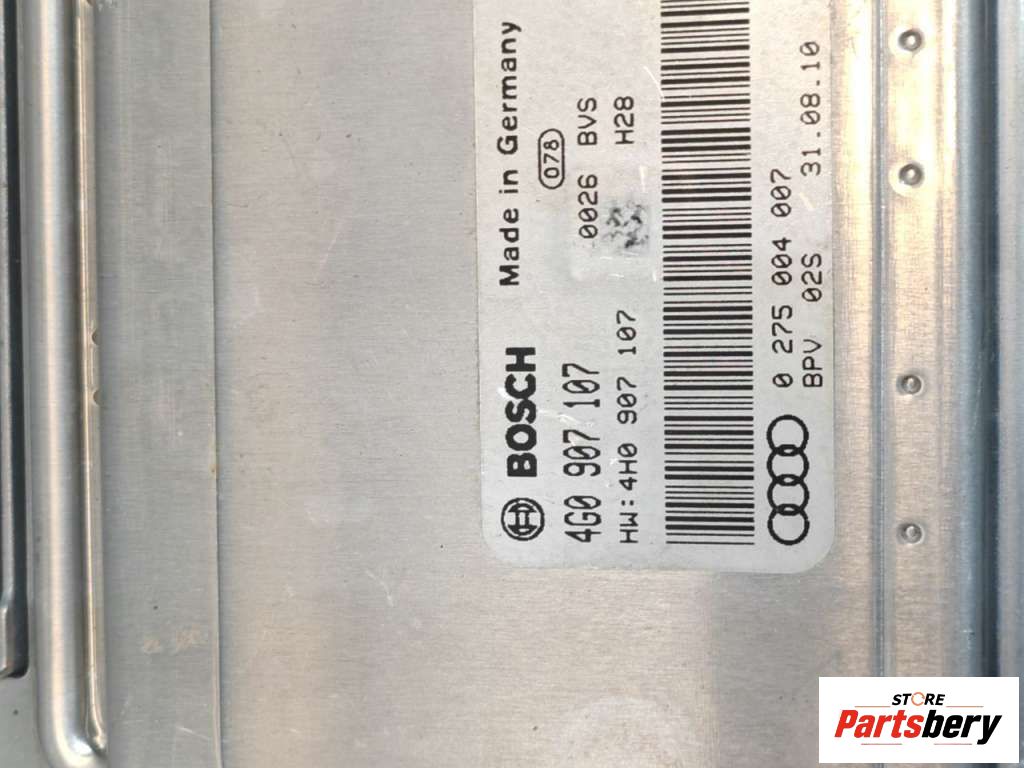 BOSCH Made in Germany
078
4G0 907 107
0026 BVS
HW:4H0 907 107
H28
0 275 004 007
BPV 02S 31.08.10
STORE
Partsbery